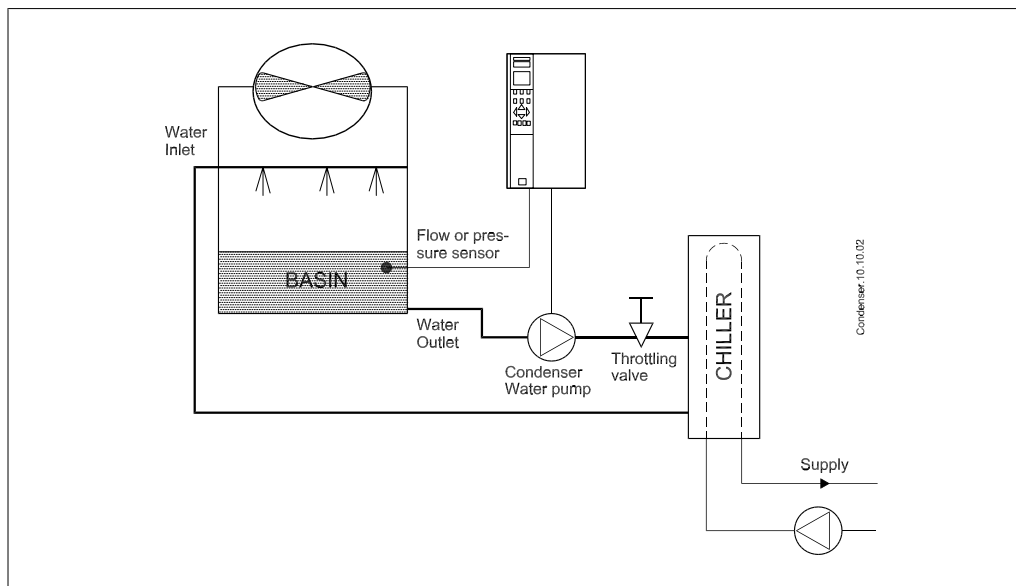 Water
Inlet
Flow or pres-
sure sensor
BASIN
Water
Outlet
Condenser
Water pump
Throttling
valve
CHILLER
Supply
Condenser.10.10.02